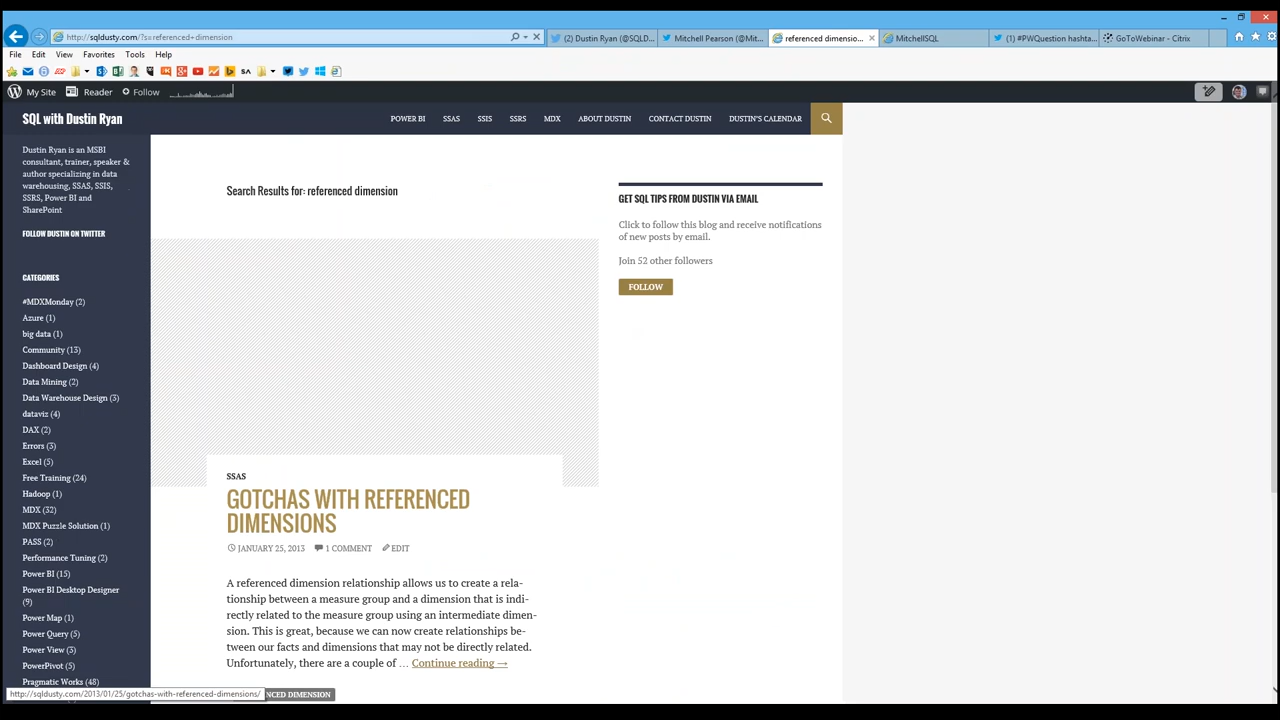 http://sqldusty.com/?s=referenced+dimension
(2) Dustin Ryan (@SQLD...
Mitchell Pearson (@Mit...
referenced dimensio...
MitchellSQL
(1) #PWQuestion hashta...
GoToWebinar - Citrix
File Edit View Favorites Tools Help
My Site Reader Follow
SQL with Dustin Ryan
POWER BI SSAS SSIS SSRS MDX ABOUT DUSTIN CONTACT DUSTIN DUSTIN'S CALENDAR
Dustin Ryan is an MSBI
consultant, trainer, speaker &
author specializing in data
warehousing, SSAS, SSIS,
SSRS, Power BI and
SharePoint
FOLLOW DUSTIN ON TWITTER
CATEGORIES
#MDXMonday (2)
Azure (1)
big data (1)
Community (13)
Dashboard Design (4)
Data Mining (2)
Data Warehouse Design (3)
dataviz (4)
DAX (2)
Errors (3)
Excel (5)
Free Training (24)
Hadoop (1)
MDX (32)
MDX Puzzle Solution (1)
PASS (2)
Performance Tuning (2)
Power BI (15)
Power BI Desktop Designer
(9)
Power Map (1)
Power Query (5)
Power View (3)
PowerPivot (5)
Pragmatic Works (48)
Search Results for: referenced dimension
SSAS
GOTCHAS WITH REFERENCED
DIMENSIONS
JANUARY 25, 2013 1 COMMENT EDIT
A referenced dimension relationship allows us to create a rela-
tionship between a measure group and a dimension that is indi-
rectly related to the measure group using an intermediate dimen-
sion. This is great, because we can now create relationships be-
tween our facts and dimensions that may not be directly related.
Unfortunately, there are a couple of … Continue reading →
GET SQL TIPS FROM DUSTIN VIA EMAIL
Click to follow this blog and receive notifications
of new posts by email.
Join 52 other followers
FOLLOW
http://sqldusty.com/2013/01/25/gotchas-with-referenced-dimensions/
NCED DIMENSION